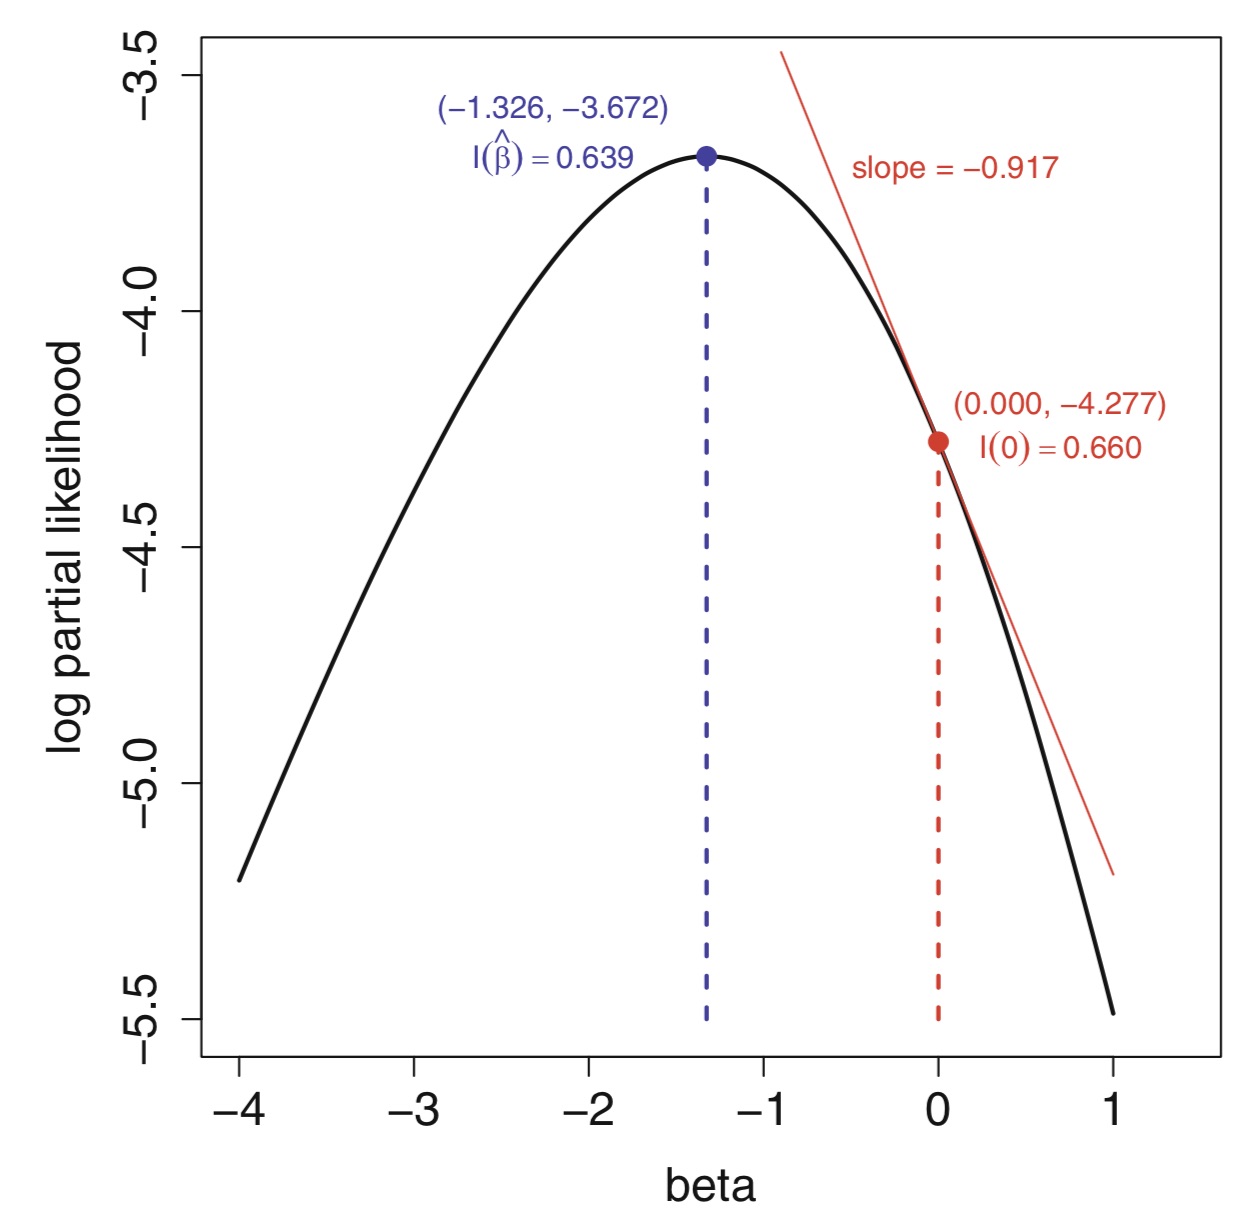 (−1.326, −3.672)
I(β̂) = 0.639
slope = −0.917
(0.000, −4.277)
I(0) = 0.660
log partial likelihood
−3.5
−4.0
−4.5
−5.0
−5.5
−4 −3 −2 −1 0 1
beta